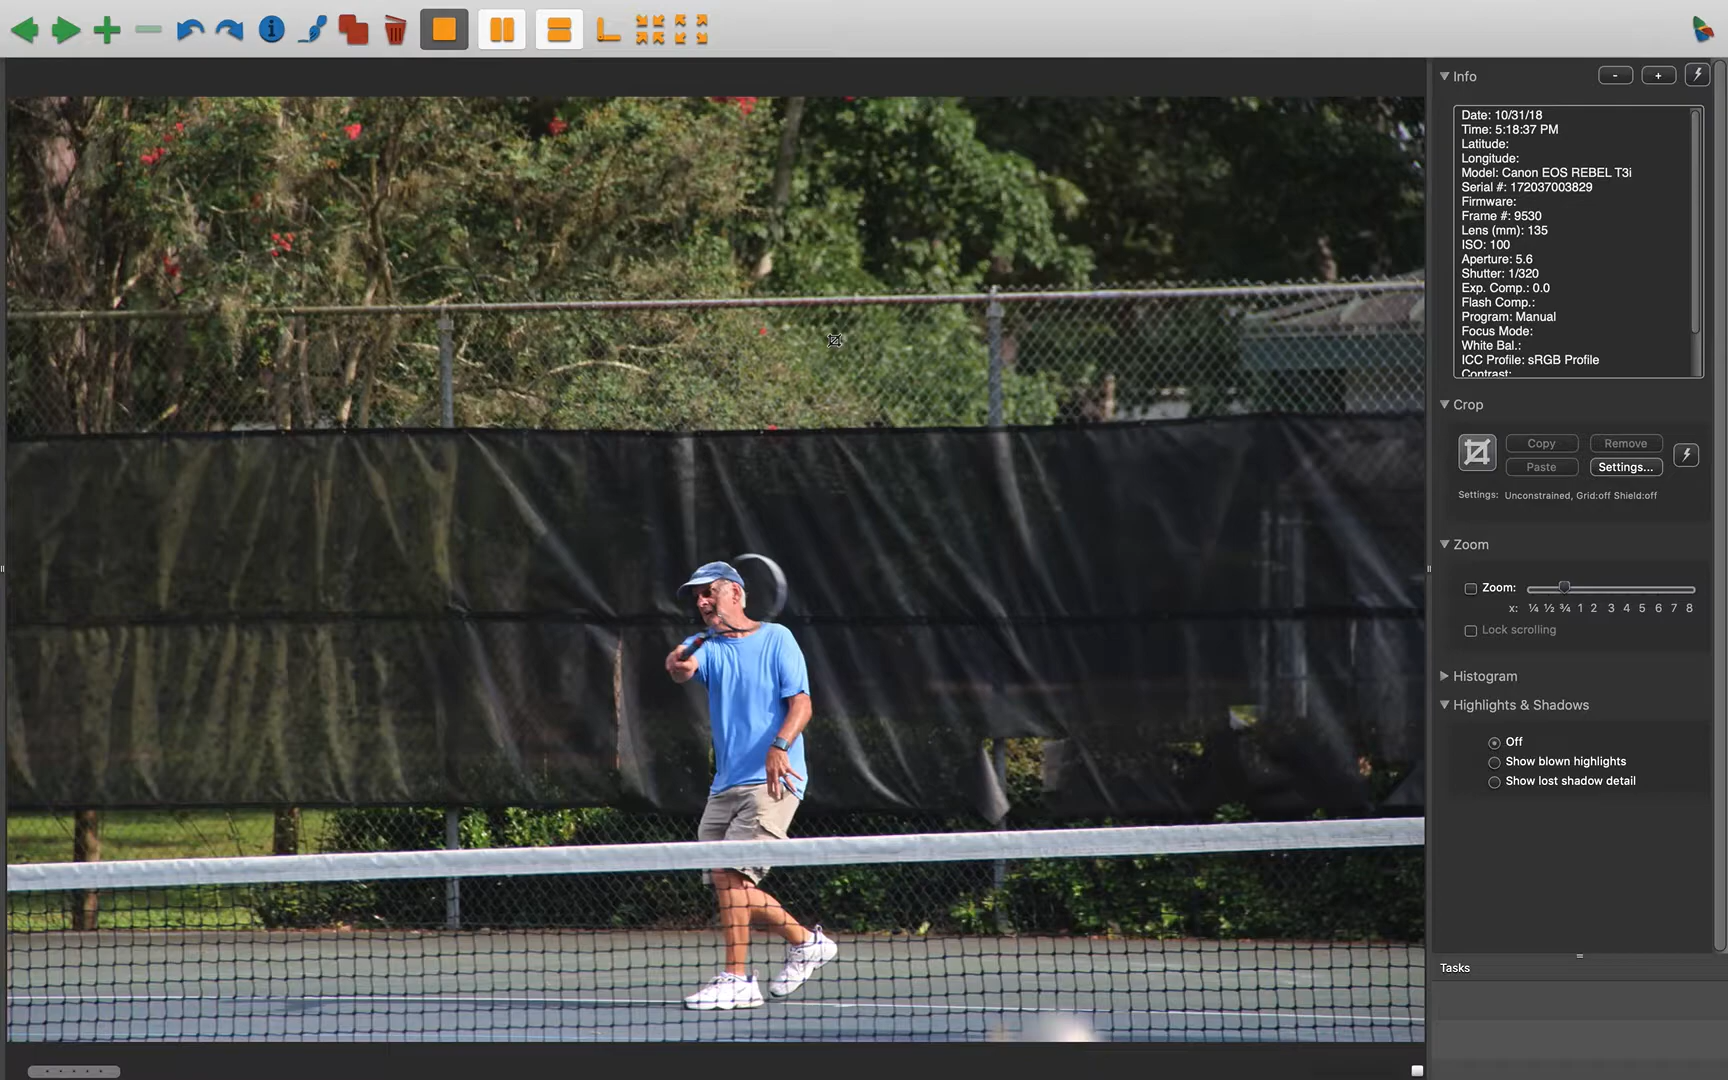 Info
-
+
Date: 10/31/18
Time: 5:18:37 PM
Latitude:
Longitude:
Model: Canon EOS REBEL T3i
Serial #: 172037003829
Firmware:
Frame #: 9530
Lens (mm): 135
ISO: 100
Aperture: 5.6
Shutter: 1/320
Exp. Comp.: 0.0
Flash Comp.:
Program: Manual
Focus Mode:
White Bal.:
ICC Profile: sRGB Profile
Contrast:
Crop
Copy Remove
Paste Settings...
Settings: Unconstrained, Grid:off Shield:off
Zoom
Zoom:
x: ¼ ½ ¾ 1 2 3 4 5 6 7 8
Lock scrolling
Histogram
Highlights & Shadows
Off
Show blown highlights
Show lost shadow detail
Tasks